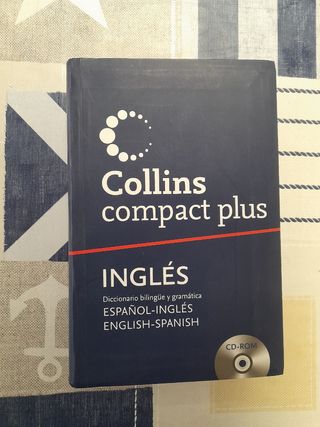 Collins
compact plus
INGLÉS
Diccionario bilingüe y gramática
ESPAÑOL-INGLÉS
ENGLISH-SPANISH
CD-ROM